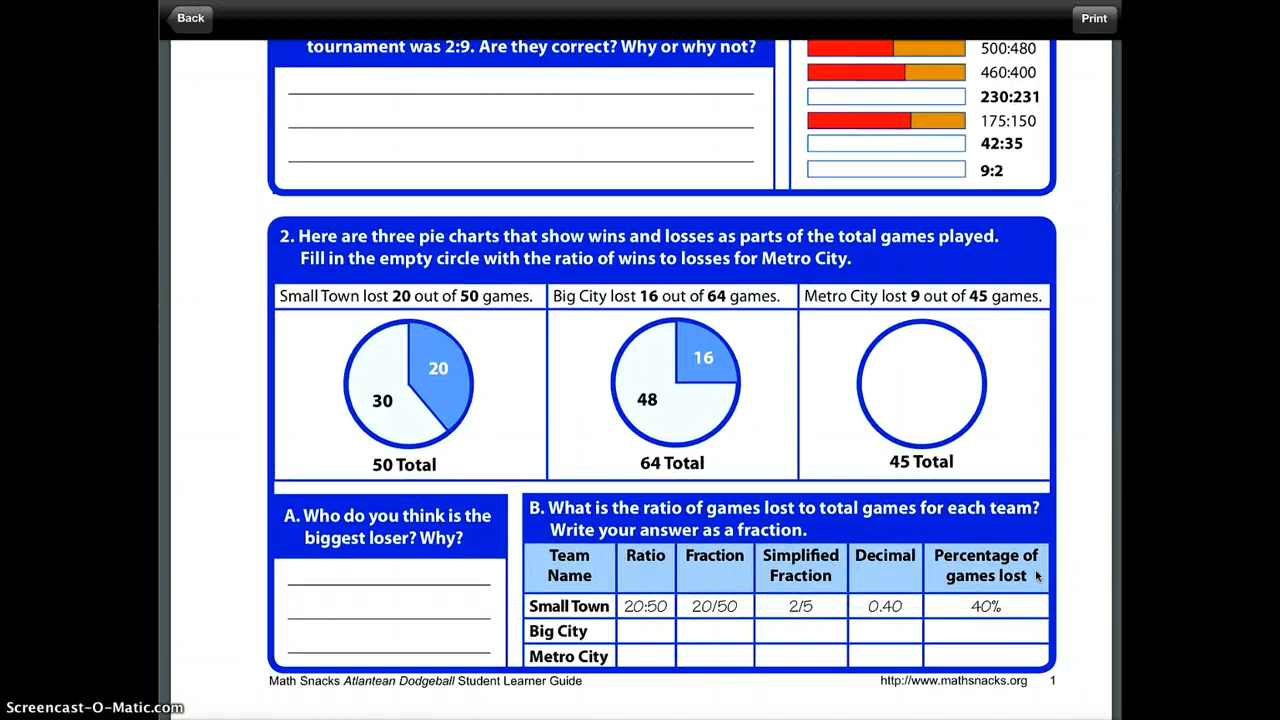 Back
Print
tournament was 2:9. Are they correct? Why or why not?
500:480
460:400
230:231
175:150
42:35
9:2
2. Here are three pie charts that show wins and losses as parts of the total games played.
Fill in the empty circle with the ratio of wins to losses for Metro City.
Small Town lost 20 out of 50 games.
Big City lost 16 out of 64 games.
Metro City lost 9 out of 45 games.
20
30
50 Total
16
48
64 Total
45 Total
A. Who do you think is the
biggest loser? Why?
B. What is the ratio of games lost to total games for each team?
Write your answer as a fraction.
Team Name Ratio Fraction Simplified Fraction Decimal Percentage of games lost
Small Town 20:50 20/50 2/5 0.40 40%
Big City
Metro City
Math Snacks Atlantean Dodgeball Student Learner Guide
http://www.mathsnacks.org 1
Screencast-O-Matic.com